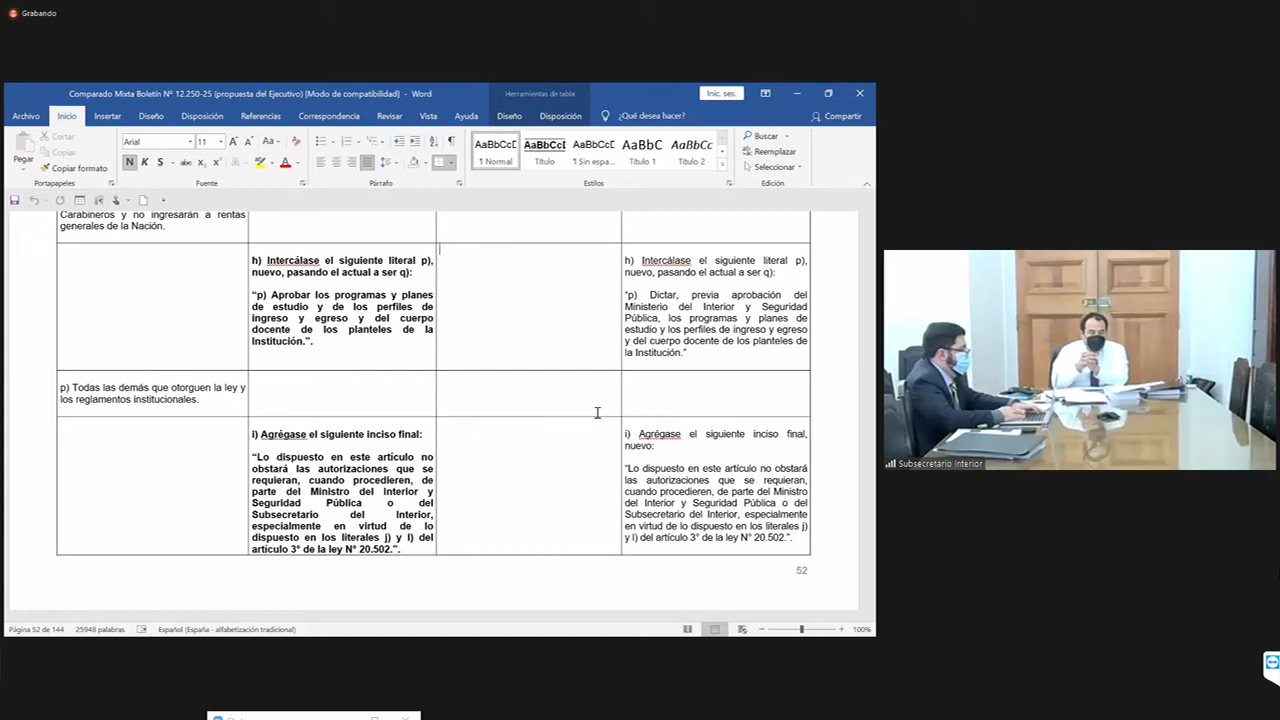 Grabando
Comparado Mixta Boletín Nº 12.250-25 (propuesta del Ejecutivo) [Modo de compatibilidad] - Word
Herramientas de tabla
Inic. ses.
Archivo Inicio Insertar Diseño Disposición Referencias Correspondencia Revisar Vista Ayuda Diseño Disposición ¿Qué desea hacer? Compartir
Pegar
Cortar
Copiar
Copiar formato
Portapapeles
Arial 11
N K S abc x₂ x²
Fuente
Párrafo
AaBbCcD AaBbCcD AaBbCcD AaBbC AaBbCc
¶ Normal Título ¶ Sin espa... Título 1 Título 2
Estilos
Buscar
Reemplazar
Seleccionar
Edición
Carabineros y no ingresarán a rentas
generales de la Nación.
h) Intercálase el siguiente literal p),
nuevo, pasando el actual a ser q):
“p) Aprobar los programas y planes
de estudio y de los perfiles de
ingreso y egreso y del cuerpo
docente de los planteles de la
Institución.”.
h) Intercálase el siguiente literal p),
nuevo, pasando el actual a ser q):
“p) Dictar, previa aprobación del
Ministerio del Interior y Seguridad
Pública, los programas y planes de
estudio y los perfiles de ingreso y egreso
y del cuerpo docente de los planteles de
la Institución.”
p) Todas las demás que otorguen la ley y
los reglamentos institucionales.
i) Agrégase el siguiente inciso final:
“Lo dispuesto en este artículo no
obstará las autorizaciones que se
requieran, cuando procedieren, de
parte del Ministro del Interior y
Seguridad Pública o del
Subsecretario del Interior,
especialmente en virtud de lo
dispuesto en los literales j) y l) del
artículo 3° de la ley N° 20.502.”.
i) Agrégase el siguiente inciso final,
nuevo:
“Lo dispuesto en este artículo no obstará
las autorizaciones que se requieran,
cuando procedieren, de parte del Ministro
del Interior y Seguridad Pública o del
Subsecretario del Interior, especialmente
en virtud de lo dispuesto en los literales j)
y l) del artículo 3° de la ley N° 20.502.”.
52
Página 52 de 144 25948 palabras Español (España - alfabetización tradicional) 100%
Subsecretario Interior